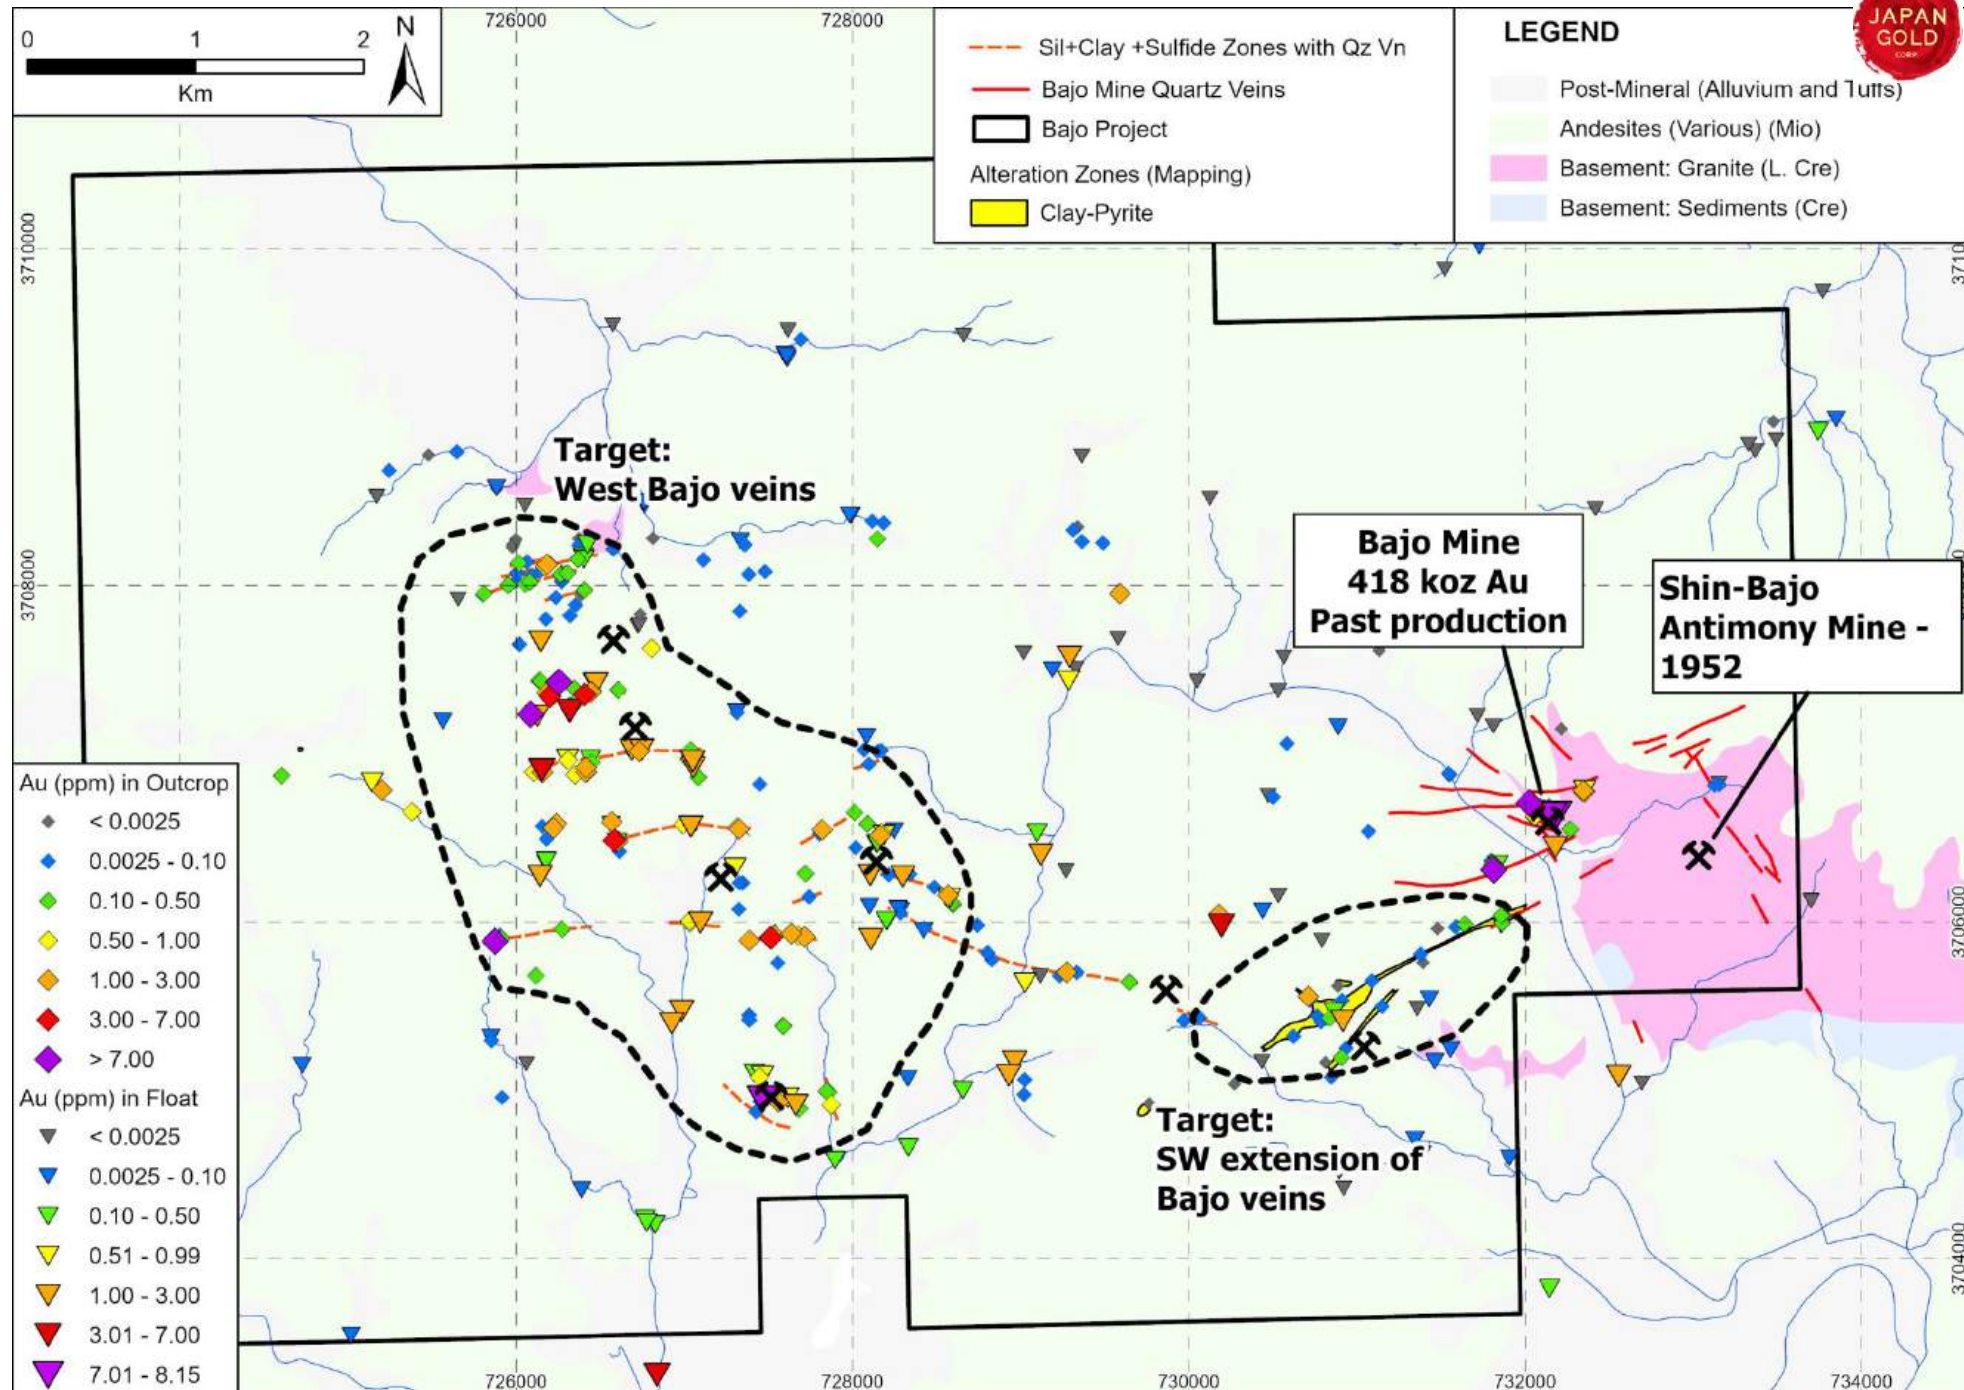 726000
728000
0
1
2
Km
N
Sil+Clay +Sulfide Zones with Qz Vn
Bajo Mine Quartz Veins
Bajo Project
Alteration Zones (Mapping)
Clay-Pyrite
LEGEND
Post-Mineral (Alluvium and Tuffs)
Andesites (Various) (Mio)
Basement: Granite (L. Cre)
Basement: Sediments (Cre)
JAPAN
GOLD
CORP.
3710000
3710
Target:
West Bajo veins
3708000
Bajo Mine
418 koz Au
Past production
Shin-Bajo
Antimony Mine -
1952
3706000
Target:
SW extension of
Bajo veins
3704000
Au (ppm) in Outcrop
< 0.0025
0.0025 - 0.10
0.10 - 0.50
0.50 - 1.00
1.00 - 3.00
3.00 - 7.00
> 7.00
Au (ppm) in Float
< 0.0025
0.0025 - 0.10
0.10 - 0.50
0.51 - 0.99
1.00 - 3.00
3.01 - 7.00
7.01 - 8.15
726000
728000
730000
732000
734000